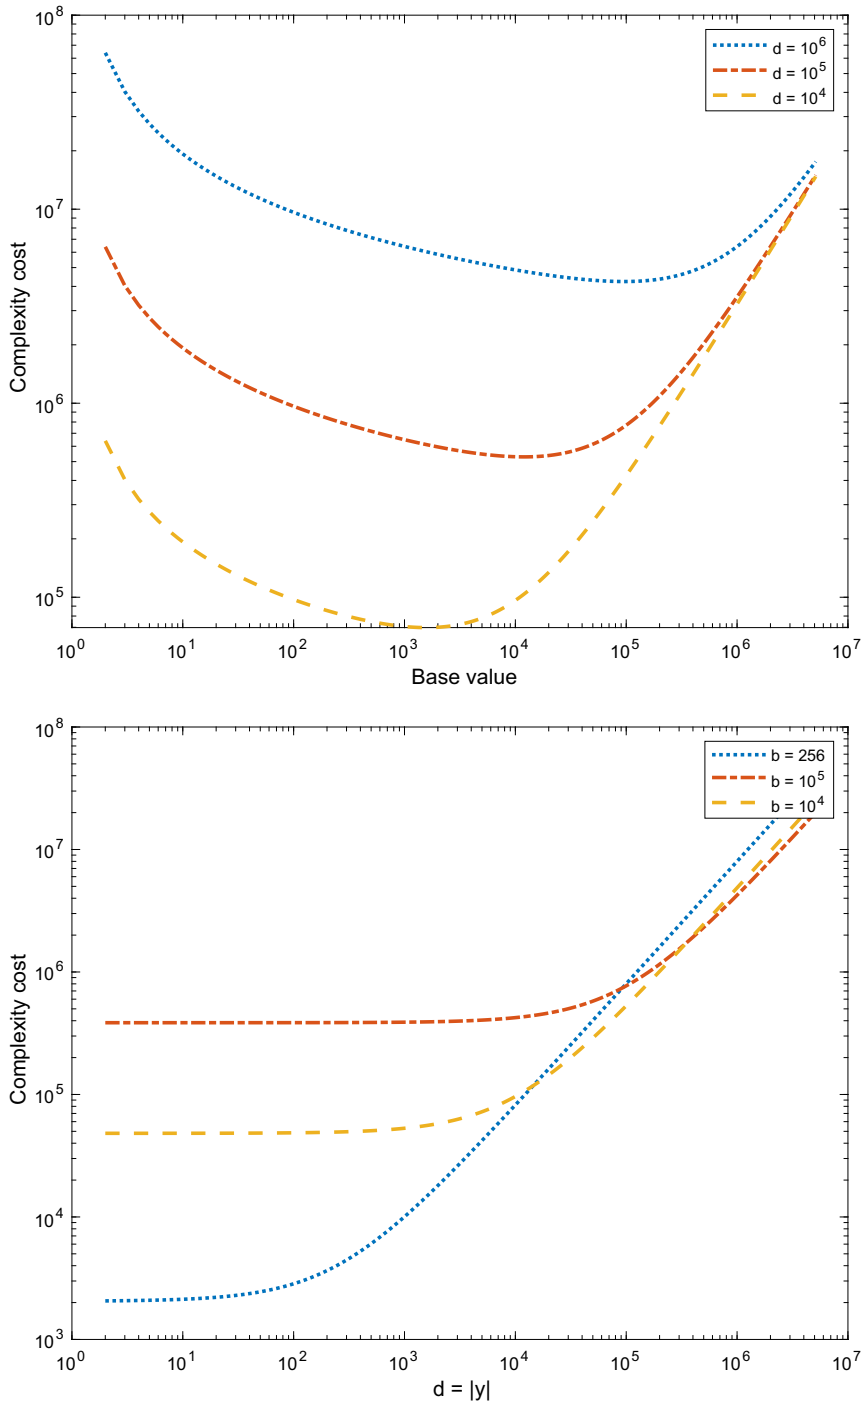 10^8
10^7
10^6
10^5
Complexity cost
d = 10^6
d = 10^5
d = 10^4
10^0 10^1 10^2 10^3 10^4 10^5 10^6 10^7
Base value
10^8
10^7
10^6
10^5
10^4
10^3
Complexity cost
b = 256
b = 10^5
b = 10^4
10^0 10^1 10^2 10^3 10^4 10^5 10^6 10^7
d = |y|